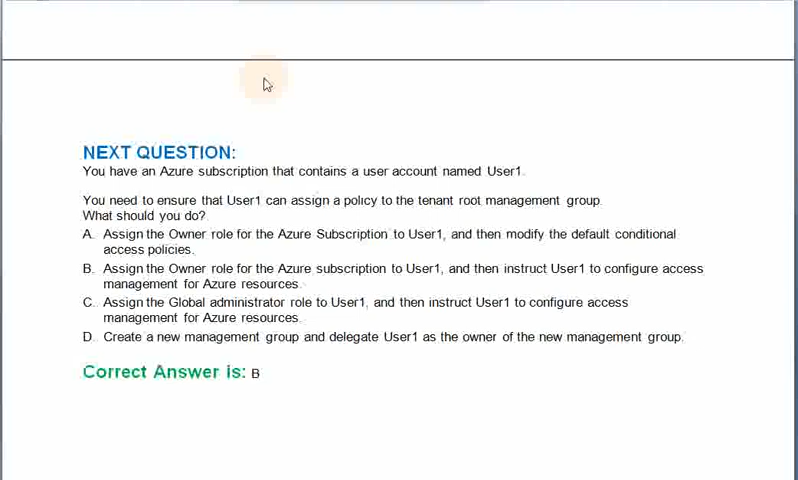 NEXT QUESTION:
You have an Azure subscription that contains a user account named User1.
You need to ensure that User1 can assign a policy to the tenant root management group.
What should you do?
A. Assign the Owner role for the Azure Subscription to User1, and then modify the default conditional
access policies.
B. Assign the Owner role for the Azure subscription to User1, and then instruct User1 to configure access
management for Azure resources.
C. Assign the Global administrator role to User1, and then instruct User1 to configure access
management for Azure resources.
D. Create a new management group and delegate User1 as the owner of the new management group.
Correct Answer is: B